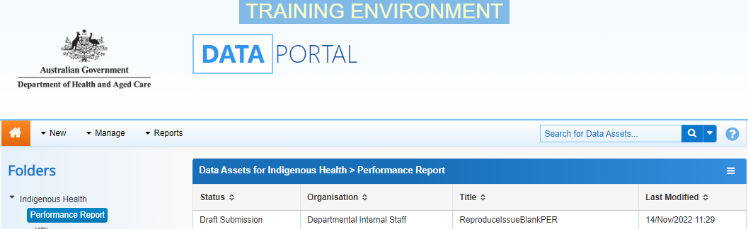 TRAINING ENVIRONMENT
Australian Government
Department of Health and Aged Care
DATA PORTAL
New Manage Reports Search for Data Assets... ?
Folders
Data Assets for Indigenous Health > Performance Report
Indigenous Health
Performance Report
Status Organisation Title Last Modified
Draft Submission Departmental Internal Staff ReproduceIssueBlankPER 14/Nov/2022 11:29